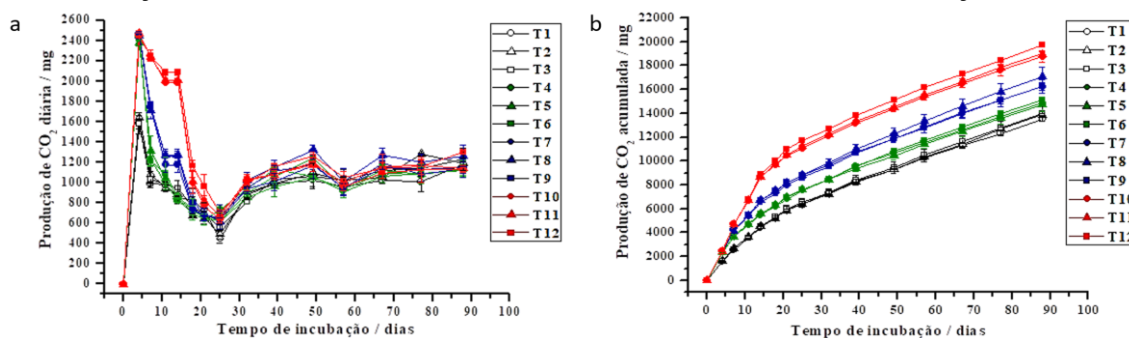 a
Produção de CO2 diária / mg
2600
2400
2200
2000
1800
1600
1400
1200
1000
800
600
400
200
0
0 10 20 30 40 50 60 70 80 90 100
Tempo de incubação / dias
T1
T2
T3
T4
T5
T6
T7
T8
T9
T10
T11
T12
b
Produção de CO2 acumulada / mg
22000
20000
18000
16000
14000
12000
10000
8000
6000
4000
2000
0
0 10 20 30 40 50 60 70 80 90 100
Tempo de incubação / dias
T1
T2
T3
T4
T5
T6
T7
T8
T9
T10
T11
T12